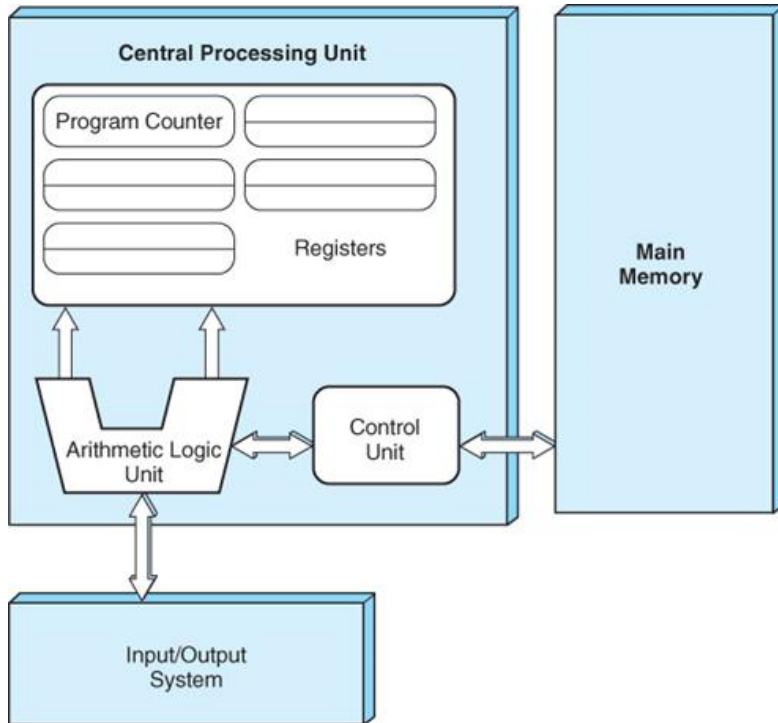 Central Processing Unit
Program Counter
Registers
Main
Memory
Arithmetic Logic
Unit
Control
Unit
Input/Output
System